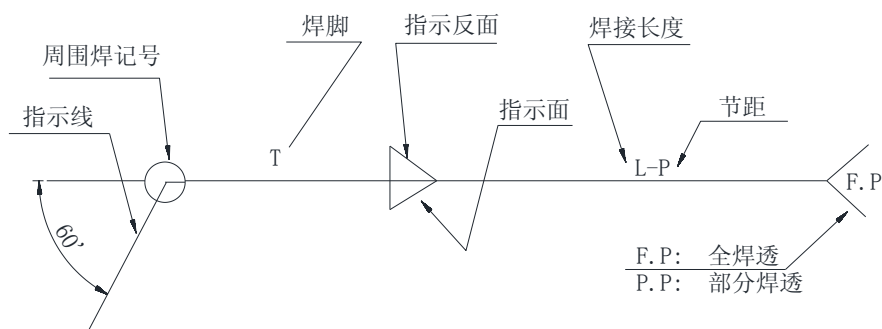 焊脚
指示反面
焊接长度
周围焊记号
指示线
指示面
节距
T
L-P
F.P
60'
F.P: 全焊透
P.P: 部分焊透